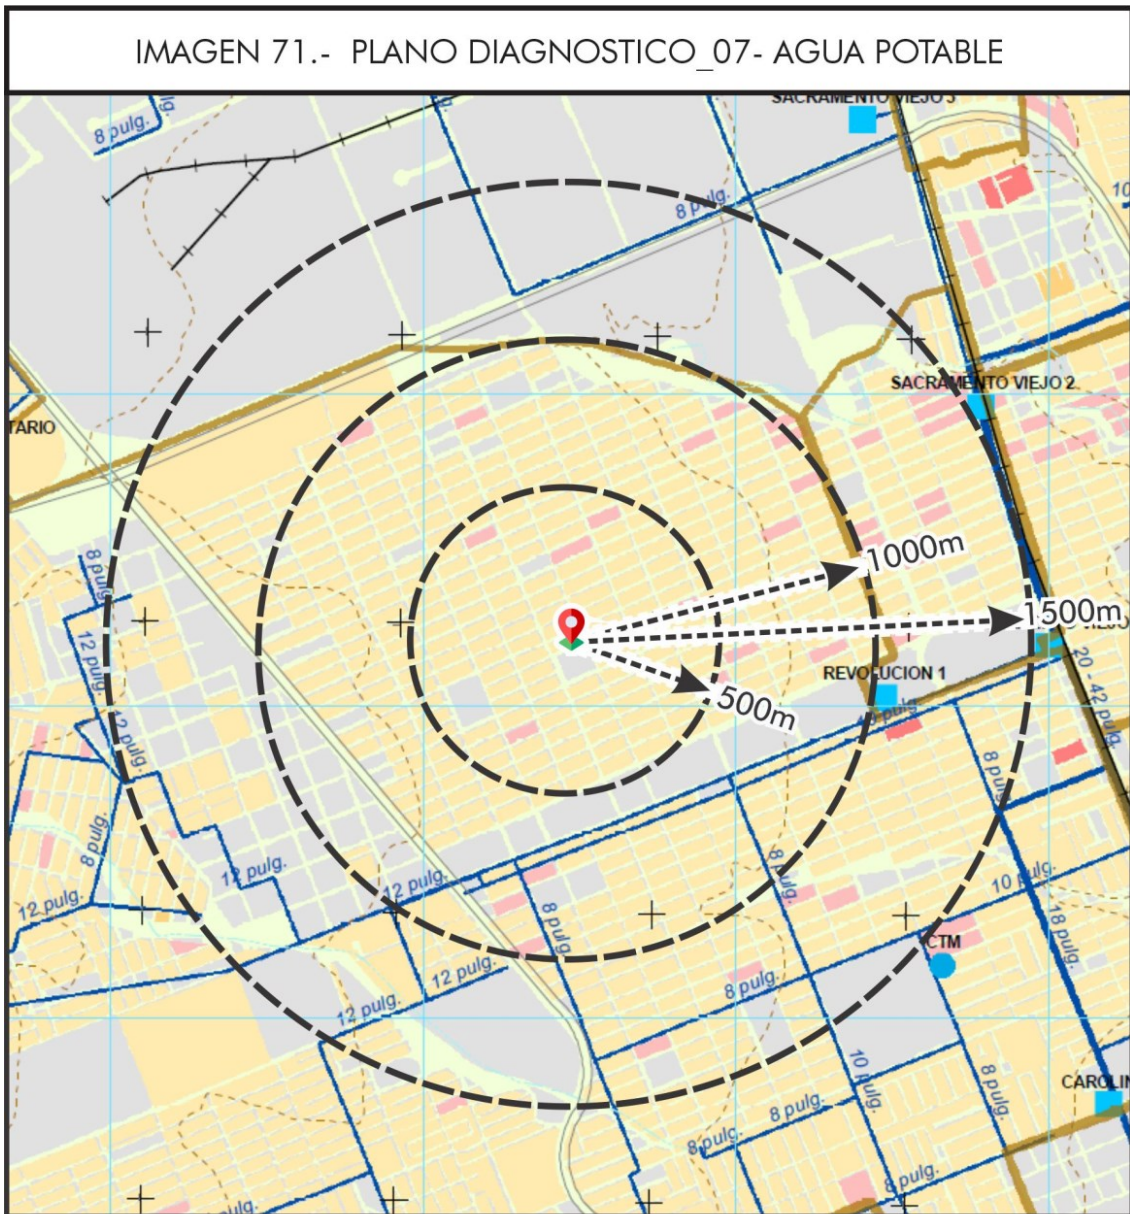 IMAGEN 71.- PLANO DIAGNOSTICO_07- AGUA POTABLE
SACRAMENTO VIEJO 3
8 pulg.
8 pulg.
10
SACRAMENTO VIEJO 2
TARIO
8 pulg.
1000m
1500m
500m
REVOLUCION 1
12 pulg.
20 - 42 pulg.
12 pulg.
8 pulg.
8 pulg.
12 pulg.
12 pulg.
8 pulg.
10 pulg.
12 pulg.
8 pulg.
18 pulg.
CTM
12 pulg.
8 pulg.
12 pulg.
10 pulg.
8 pulg.
CAROLIN
8 pulg.
8 pulg.
8 pulg.